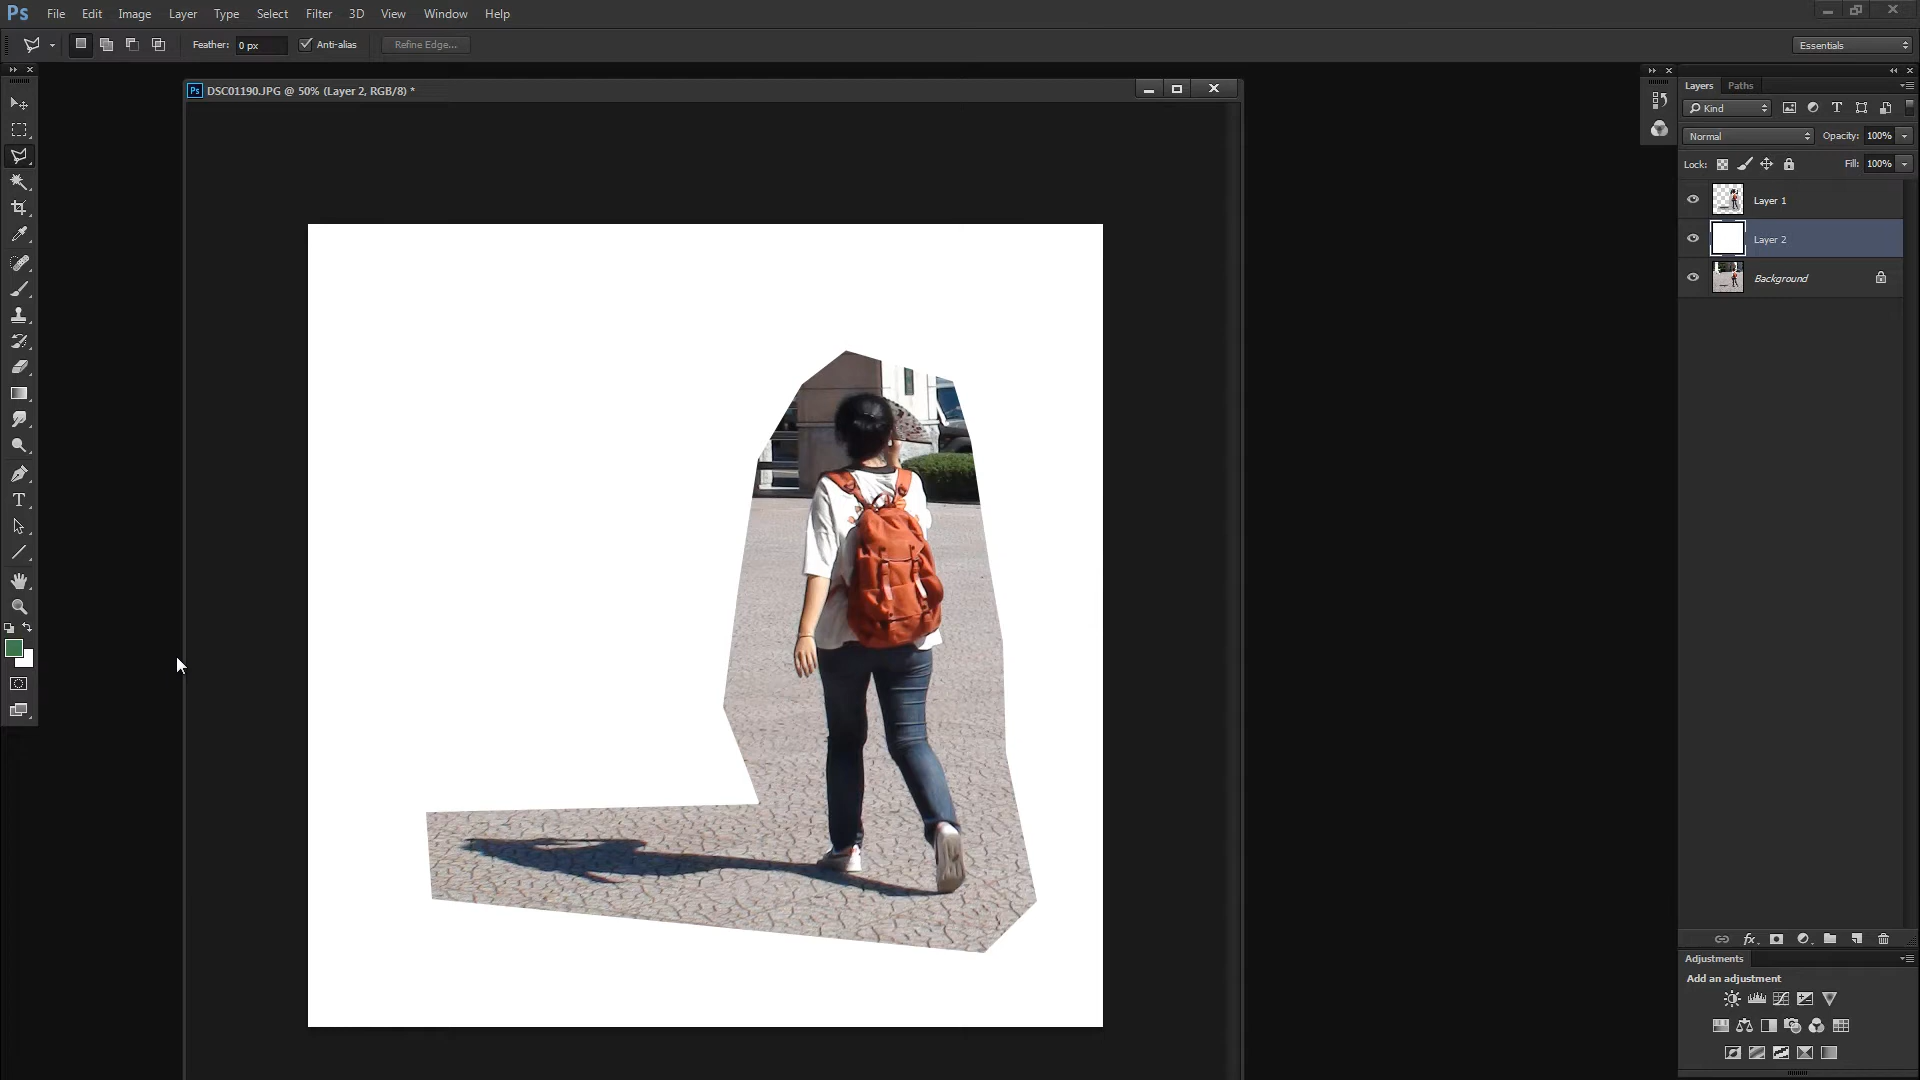 Ps File Edit Image Layer Type Select Filter 3D View Window Help
Feather: 0 px Anti-alias Refine Edge... Essentials
Ps DSC01190.JPG @ 50% (Layer 2, RGB/8) *
Layers Paths
Kind
Normal Opacity: 100%
Lock: Fill: 100%
Layer 1
Layer 2
Background
fx
Adjustments
Add an adjustment